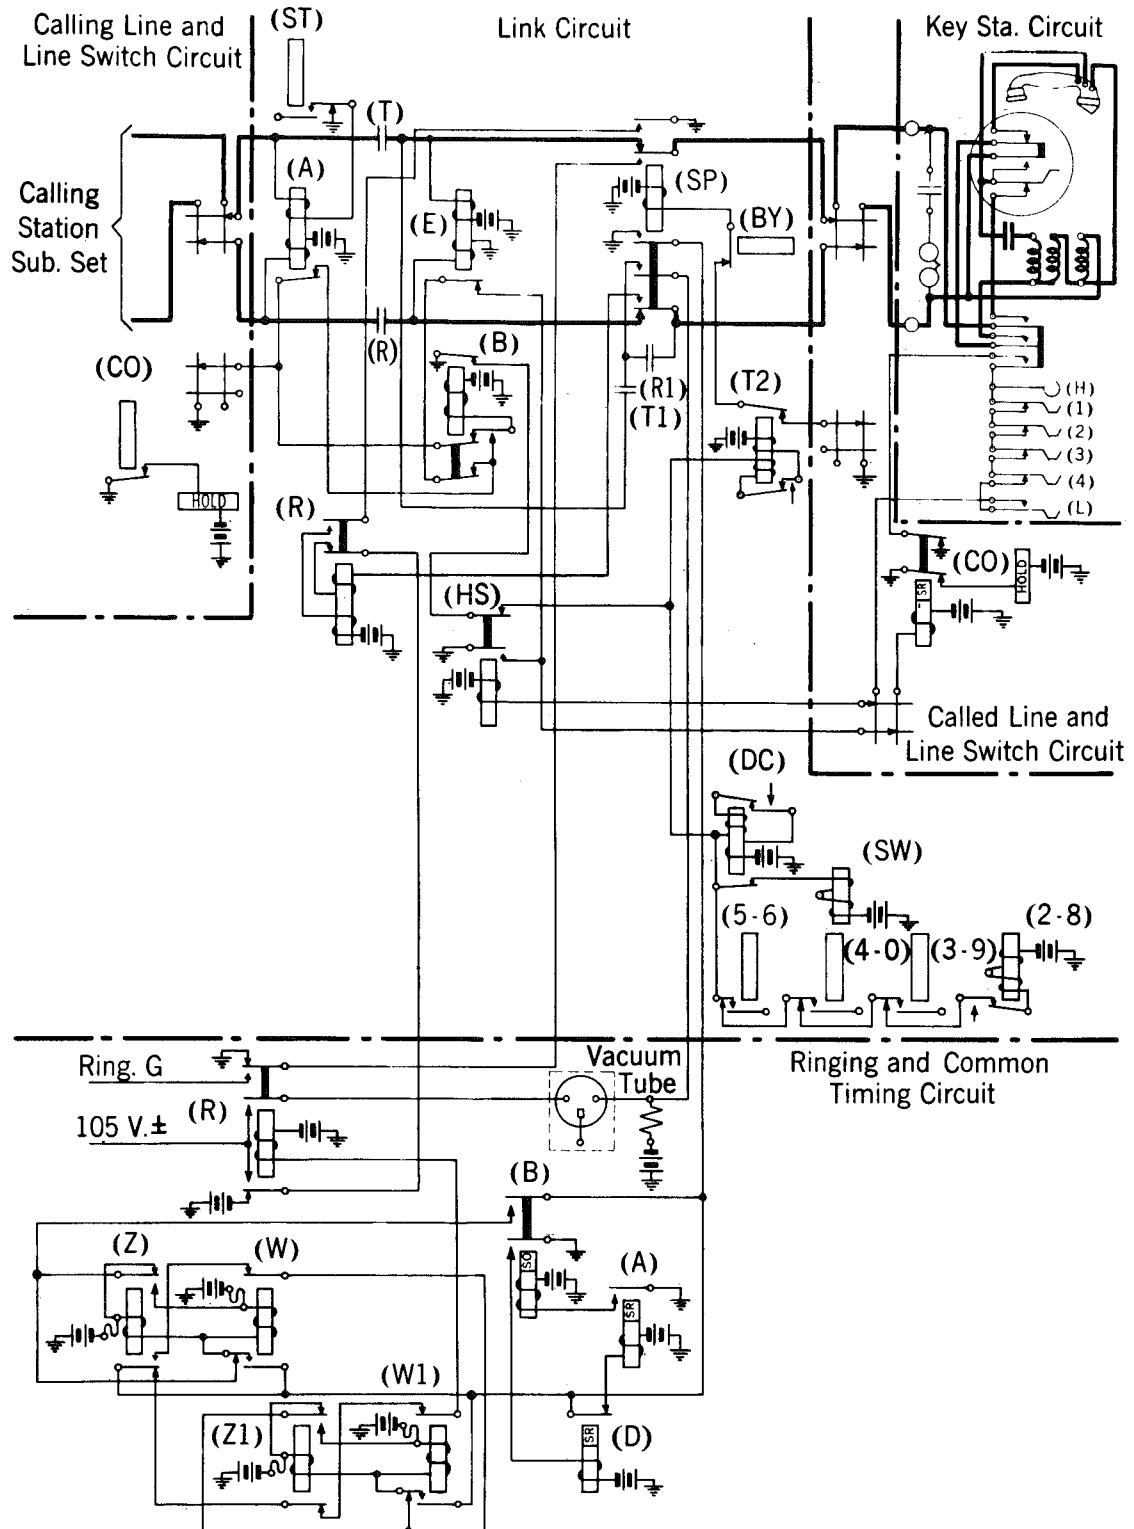 Calling Line and
Line Switch Circuit
(ST)
Link Circuit
Key Sta. Circuit
(T)
(A)
(E)
(SP)
(BY)
Calling
Station
Sub. Set
(R)
(B)
(CO)
(R1)
(T1)
(T2)
(H)
(1)
(2)
(3)
(4)
(L)
HOLD
(R)
(HS)
(CO)
HOLD
SR
Called Line and
Line Switch Circuit
(DC)
(SW)
(5-6)
(4-0)
(3-9)
(2-8)
Ring. G
(R)
105 V.±
Vacuum
Tube
Ringing and Common
Timing Circuit
(B)
SO
(A)
SR
(Z)
(W)
(W1)
(Z1)
(D)
SR